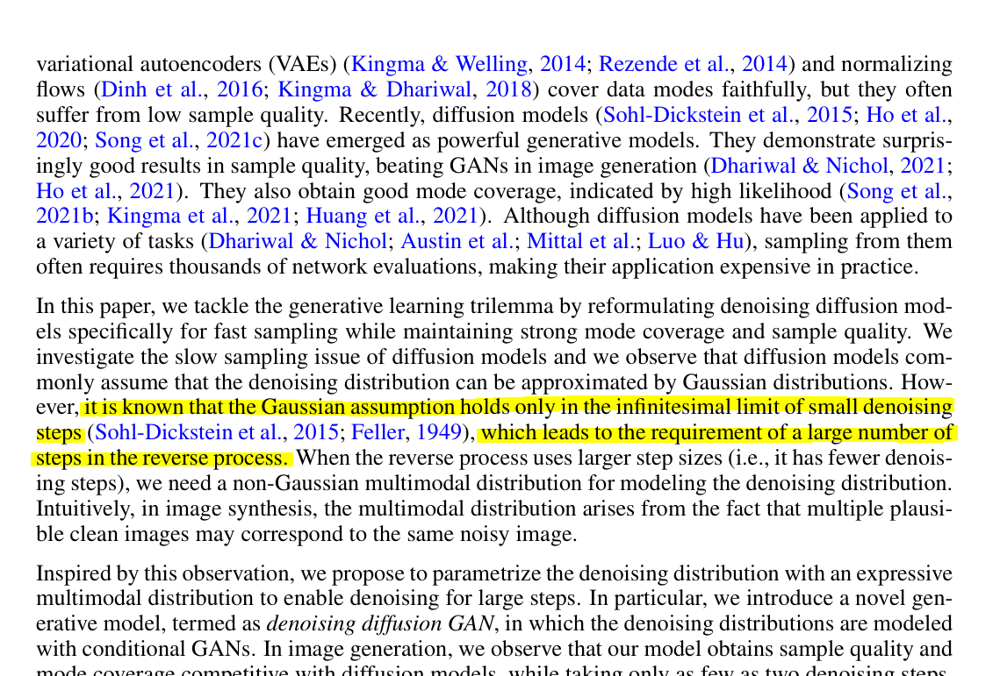 variational autoencoders (VAEs) (Kingma & Welling, 2014; Rezende et al., 2014) and normalizing
flows (Dinh et al., 2016; Kingma & Dhariwal, 2018) cover data modes faithfully, but they often
suffer from low sample quality. Recently, diffusion models (Sohl-Dickstein et al., 2015; Ho et al.,
2020; Song et al., 2021c) have emerged as powerful generative models. They demonstrate surpris-
ingly good results in sample quality, beating GANs in image generation (Dhariwal & Nichol, 2021;
Ho et al., 2021). They also obtain good mode coverage, indicated by high likelihood (Song et al.,
2021b; Kingma et al., 2021; Huang et al., 2021). Although diffusion models have been applied to
a variety of tasks (Dhariwal & Nichol; Austin et al.; Mittal et al.; Luo & Hu), sampling from them
often requires thousands of network evaluations, making their application expensive in practice.
In this paper, we tackle the generative learning trilemma by reformulating denoising diffusion mod-
els specifically for fast sampling while maintaining strong mode coverage and sample quality. We
investigate the slow sampling issue of diffusion models and we observe that diffusion models com-
monly assume that the denoising distribution can be approximated by Gaussian distributions. How-
ever, it is known that the Gaussian assumption holds only in the infinitesimal limit of small denoising
steps (Sohl-Dickstein et al., 2015; Feller, 1949), which leads to the requirement of a large number of
steps in the reverse process. When the reverse process uses larger step sizes (i.e., it has fewer denois-
ing steps), we need a non-Gaussian multimodal distribution for modeling the denoising distribution.
Intuitively, in image synthesis, the multimodal distribution arises from the fact that multiple plausi-
ble clean images may correspond to the same noisy image.
Inspired by this observation, we propose to parametrize the denoising distribution with an expressive
multimodal distribution to enable denoising for large steps. In particular, we introduce a novel gen-
erative model, termed as denoising diffusion GAN, in which the denoising distributions are modeled
with conditional GANs. In image generation, we observe that our model obtains sample quality and
mode coverage competitive with diffusion models, while taking only as few as two denoising steps,